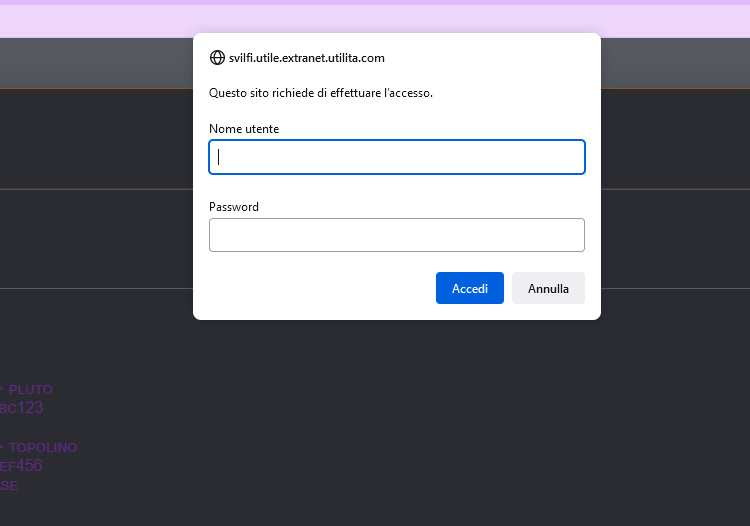 svilfi.utile.extranet.utilita.com
Questo sito richiede di effettuare l'accesso.
Nome utente
Password
Accedi Annulla
PLUTO
BC123
TOPOLINO
EF456
SE